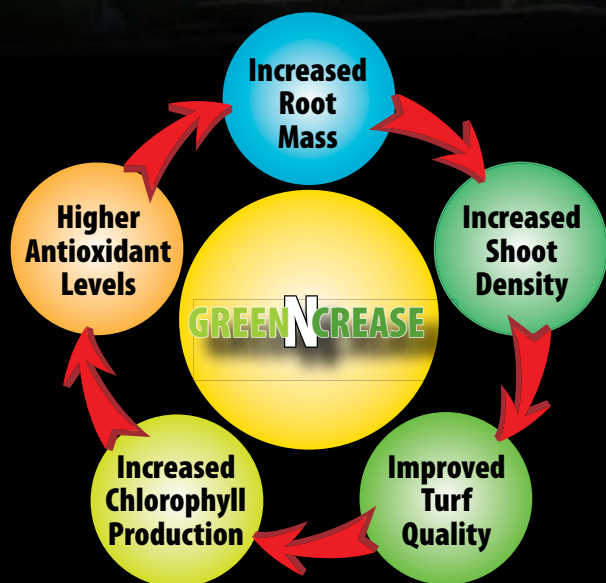 Increased
Root
Mass
Increased
Shoot
Density
Improved
Turf
Quality
Increased
Chlorophyll
Production
Higher
Antioxidant
Levels
GREENNCREASE